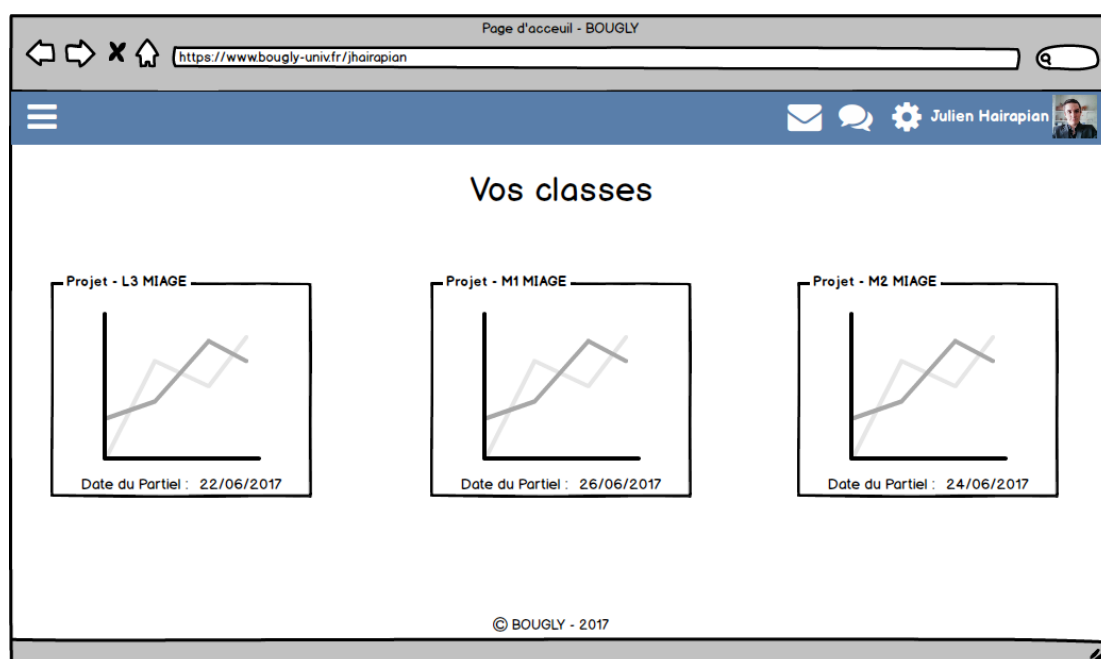 Page d'acceuil - BOUGLY
https://www.bougly-univ.fr/jhairapian
Julien Hairapian
Vos classes
Projet - L3 MIAGE
Projet - M1 MIAGE
Projet - M2 MIAGE
Date du Partiel : 22/06/2017
Date du Partiel : 26/06/2017
Date du Partiel : 24/06/2017
© BOUGLY - 2017